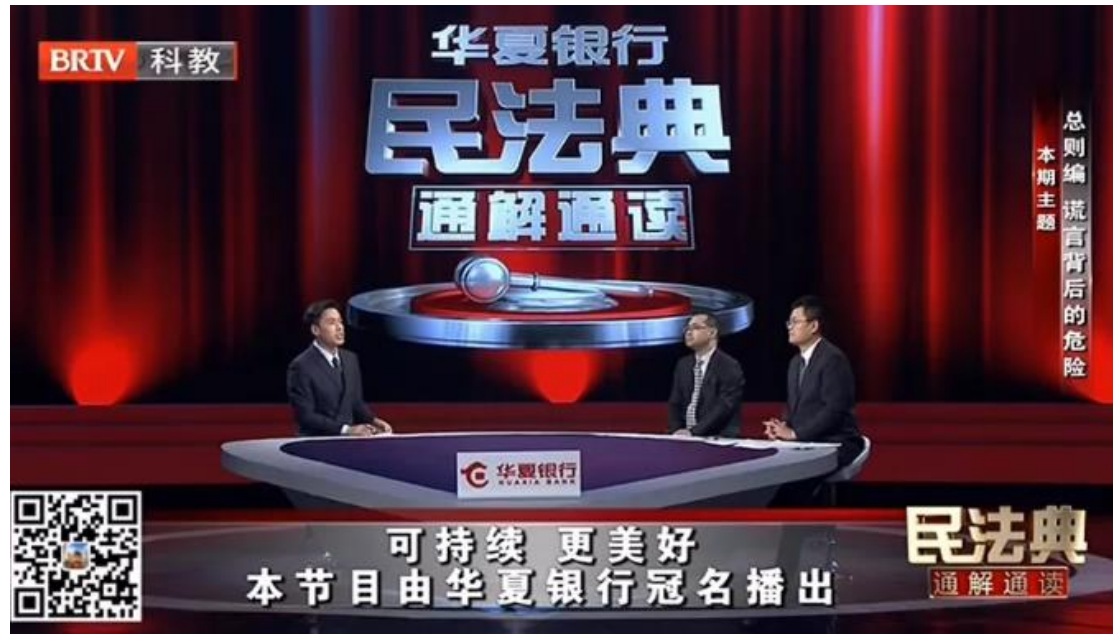 BRTV 科教
华夏银行
民法典
通解通读
本期主题
总则编 谎言背后的危险
华夏银行
HUAXIA BANK
可持续 更美好
本节目由华夏银行冠名播出
民法典
通解通读